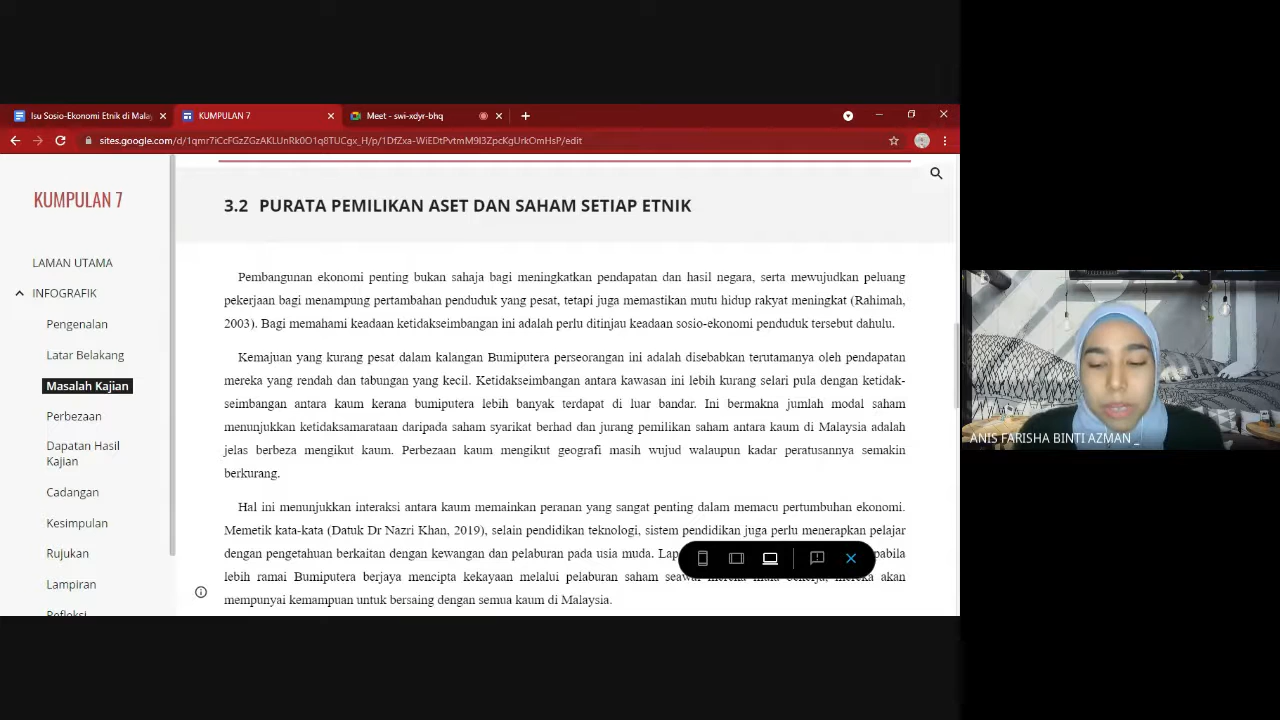 Isu Sosio-Ekonomi Etnik di Mala
KUMPULAN 7
Meet - swi-xdyr-bhq
sites.google.com/d/1qmr7iCcFGzZGzAKLUnRk0O1q8TUCgx_H/p/1DfZxa-WiEDtPvtmM9l3ZpcKgUrkOmHsP/edit
KUMPULAN 7
LAMAN UTAMA
INFOGRAFIK
Pengenalan
Latar Belakang
Masalah Kajian
Perbezaan
Dapatan Hasil
Kajian
Cadangan
Kesimpulan
Rujukan
Lampiran
Refleksi
3.2 PURATA PEMILIKAN ASET DAN SAHAM SETIAP ETNIK
Pembangunan ekonomi penting bukan sahaja bagi meningkatkan pendapatan dan hasil negara, serta mewujudkan peluang
pekerjaan bagi menampung pertambahan penduduk yang pesat, tetapi juga memastikan mutu hidup rakyat meningkat (Rahimah,
2003). Bagi memahami keadaan ketidakseimbangan ini adalah perlu ditinjau keadaan sosio-ekonomi penduduk tersebut dahulu.
Kemajuan yang kurang pesat dalam kalangan Bumiputera perseorangan ini adalah disebabkan terutamanya oleh pendapatan
mereka yang rendah dan tabungan yang kecil. Ketidakseimbangan antara kawasan ini lebih kurang selari pula dengan ketidak-
seimbangan antara kaum kerana bumiputera lebih banyak terdapat di luar bandar. Ini bermakna jumlah modal saham
menunjukkan ketidaksamarataan daripada saham syarikat berhad dan jurang pemilikan saham antara kaum di Malaysia adalah
jelas berbeza mengikut kaum. Perbezaan kaum mengikut geografi masih wujud walaupun kadar peratusannya semakin
berkurang.
Hal ini menunjukkan interaksi antara kaum memainkan peranan yang sangat penting dalam memacu pertumbuhan ekonomi.
Memetik kata-kata (Datuk Dr Nazri Khan, 2019), selain pendidikan teknologi, sistem pendidikan juga perlu menerapkan pelajar
dengan pengetahuan berkaitan dengan kewangan dan pelaburan pada usia muda.
lebih ramai Bumiputera berjaya mencipta kekayaan melalui pelaburan saham seawal mereka mula bekerja, mereka akan
mempunyai kemampuan untuk bersaing dengan semua kaum di Malaysia.
ANIS FARISHA BINTI AZMAN _